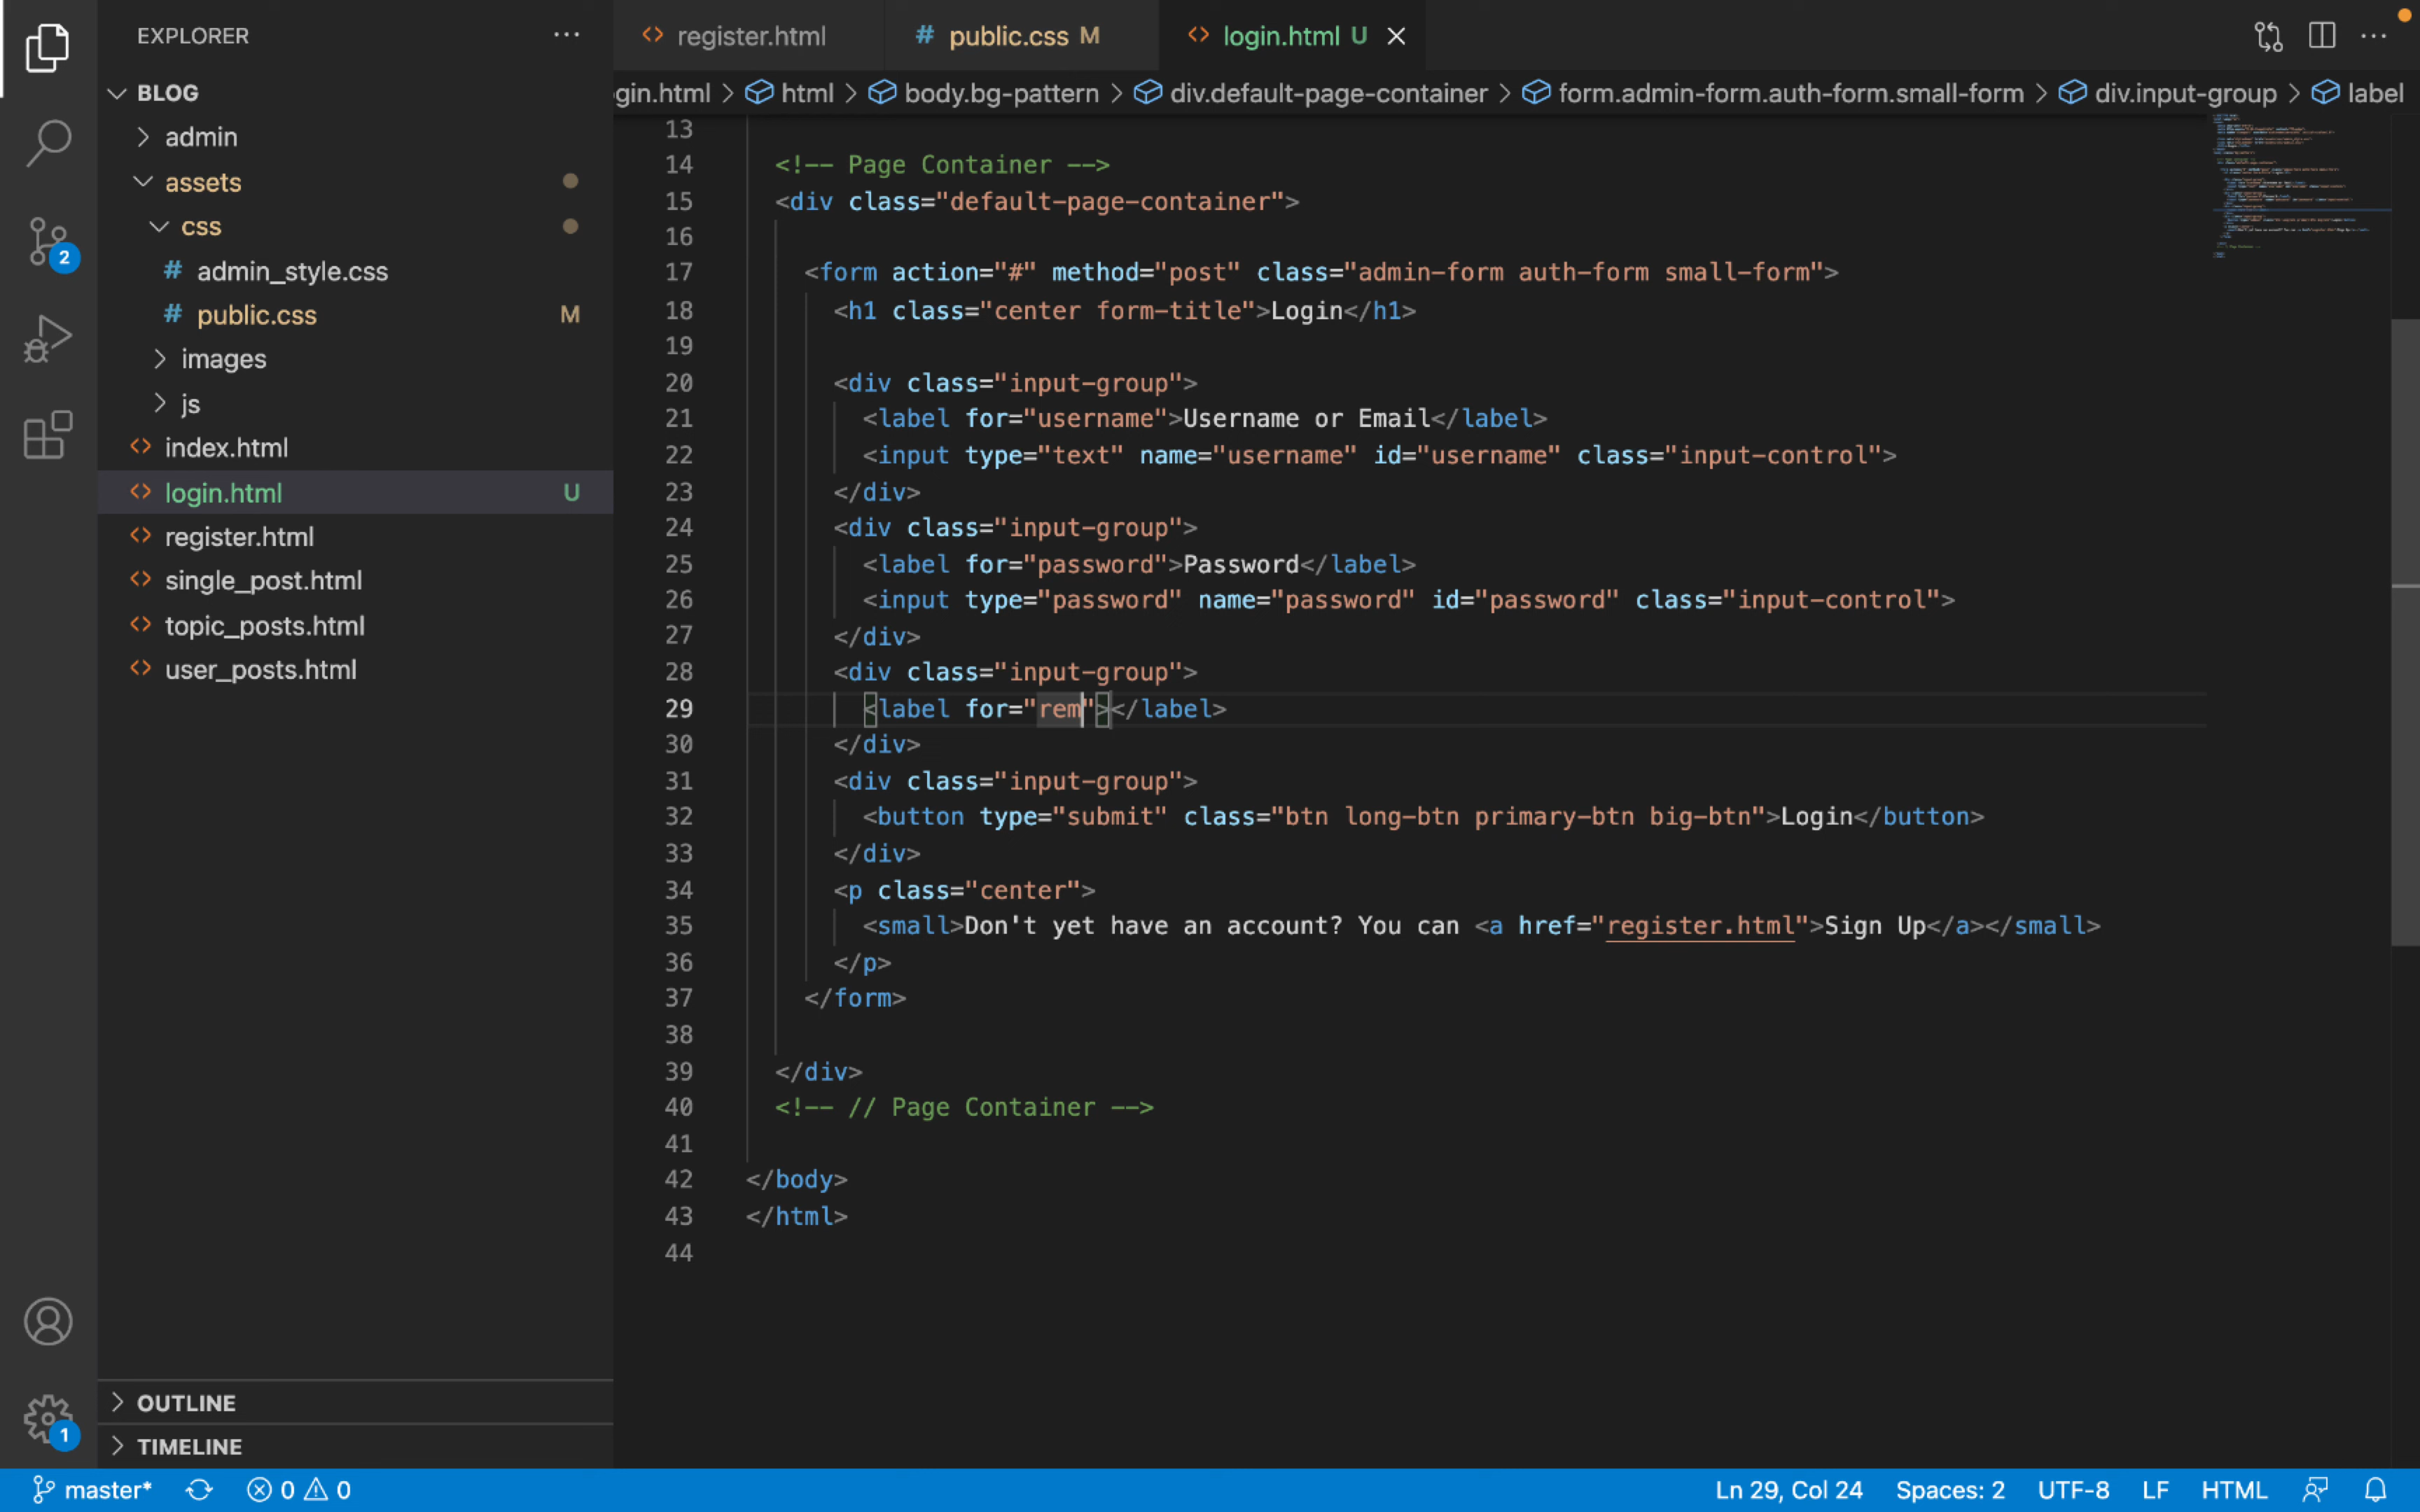 EXPLORER
BLOG
admin
assets
css
# admin_style.css
# public.css M
images
js
<> index.html
<> login.html U
<> register.html
<> single_post.html
<> topic_posts.html
<> user_posts.html
OUTLINE
TIMELINE
2
1
<> register.html
# public.css M
<> login.html U
gin.html > html > body.bg-pattern > div.default-page-container > form.admin-form.auth-form.small-form > div.input-group > label
13
14 <!-- Page Container -->
15 <div class="default-page-container">
16
17 <form action="#" method="post" class="admin-form auth-form small-form">
18 <h1 class="center form-title">Login</h1>
19
20 <div class="input-group">
21 <label for="username">Username or Email</label>
22 <input type="text" name="username" id="username" class="input-control">
23 </div>
24 <div class="input-group">
25 <label for="password">Password</label>
26 <input type="password" name="password" id="password" class="input-control">
27 </div>
28 <div class="input-group">
29 <label for="rem"></label>
30 </div>
31 <div class="input-group">
32 <button type="submit" class="btn long-btn primary-btn big-btn">Login</button>
33 </div>
34 <p class="center">
35 <small>Don't yet have an account? You can <a href="register.html">Sign Up</a></small>
36 </p>
37 </form>
38
39 </div>
40 <!-- // Page Container -->
41
42 </body>
43 </html>
44
master* 0 0 Ln 29, Col 24 Spaces: 2 UTF-8 LF HTML